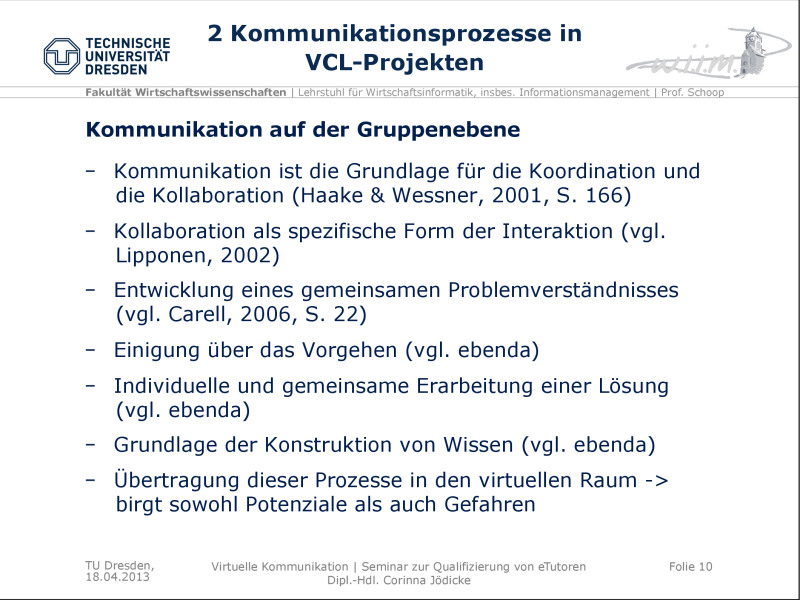 2 Kommunikationsprozesse in
VCL-Projekten
TECHNISCHE
UNIVERSITÄT
DRESDEN
wiim
Fakultät Wirtschaftswissenschaften | Lehrstuhl für Wirtschaftsinformatik, insbes. Informationsmanagement | Prof. Schoop
Kommunikation auf der Gruppenebene
– Kommunikation ist die Grundlage für die Koordination und
die Kollaboration (Haake & Wessner, 2001, S. 166)
– Kollaboration als spezifische Form der Interaktion (vgl.
Lipponen, 2002)
– Entwicklung eines gemeinsamen Problemverständnisses
(vgl. Carell, 2006, S. 22)
– Einigung über das Vorgehen (vgl. ebenda)
– Individuelle und gemeinsame Erarbeitung einer Lösung
(vgl. ebenda)
– Grundlage der Konstruktion von Wissen (vgl. ebenda)
– Übertragung dieser Prozesse in den virtuellen Raum ->
birgt sowohl Potenziale als auch Gefahren
TU Dresden,
18.04.2013
Virtuelle Kommunikation | Seminar zur Qualifizierung von eTutoren
Dipl.-Hdl. Corinna Jödicke
Folie 10